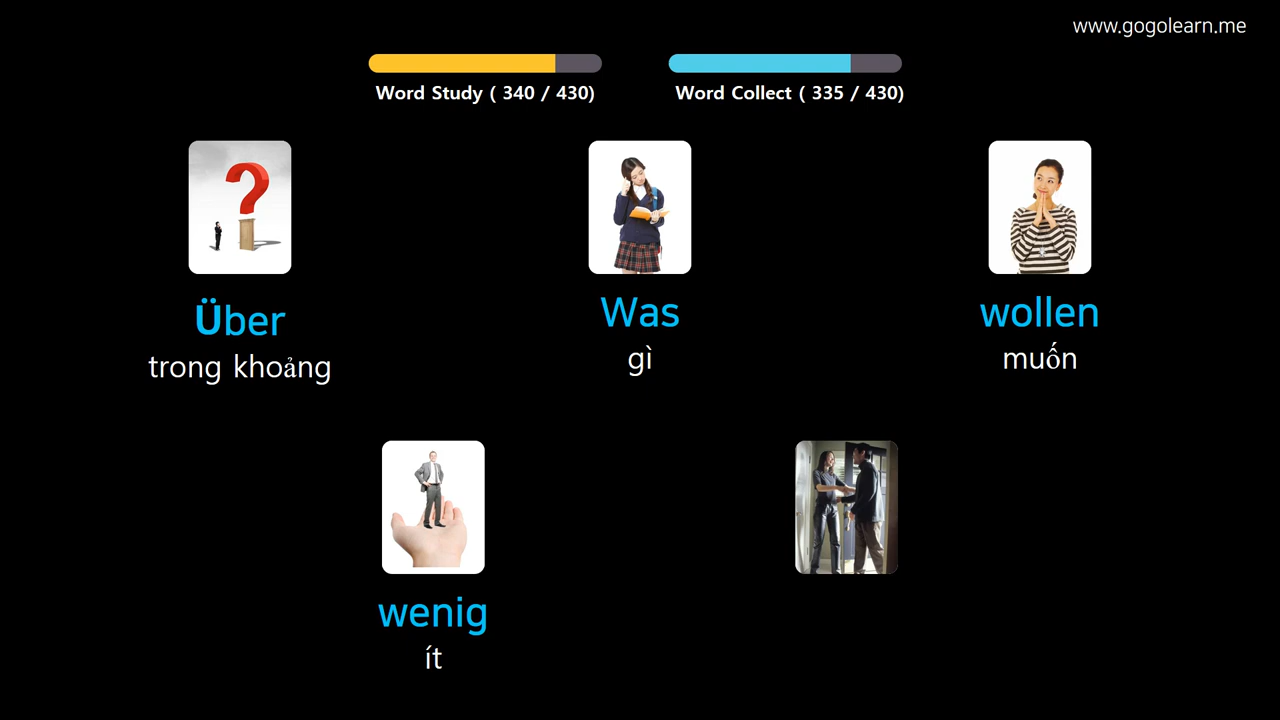 www.gogolearn.me
Word Study ( 340 / 430)
Word Collect ( 335 / 430)
Über
trong khoảng
Was
gì
wollen
muốn
wenig
ít